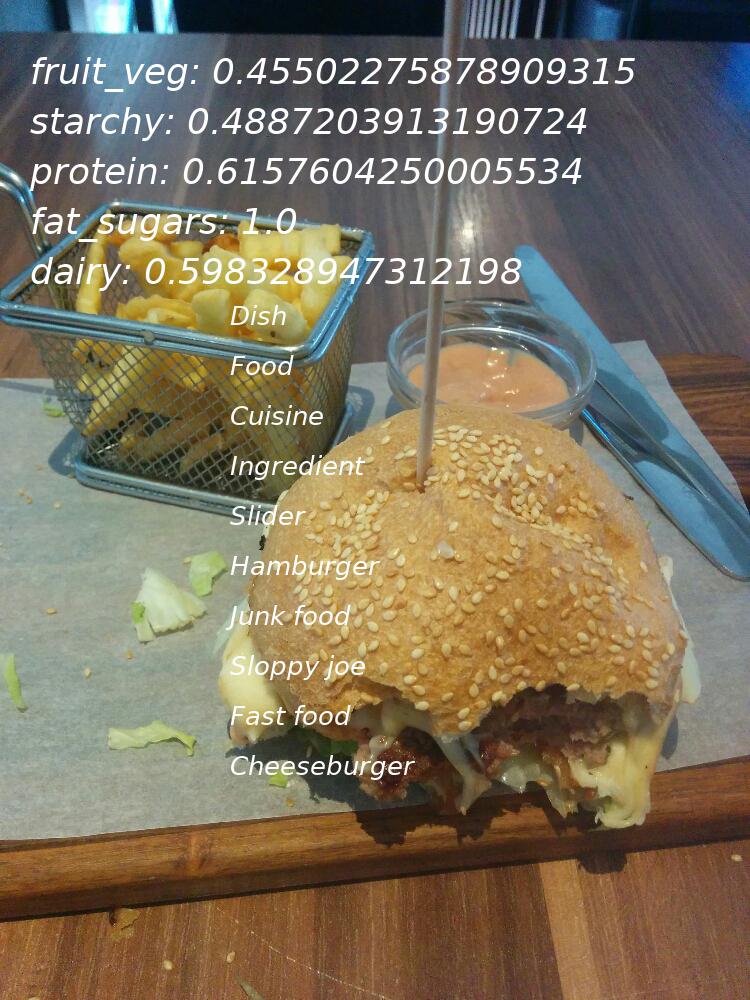 fruit_veg: 0.45502275878909315
starchy: 0.4887203913190724
protein: 0.6157604250005534
fat_sugars: 1.0
dairy: 0.598328947312198
Dish
Food
Cuisine
Ingredient
Slider
Hamburger
Junk food
Sloppy joe
Fast food
Cheeseburger